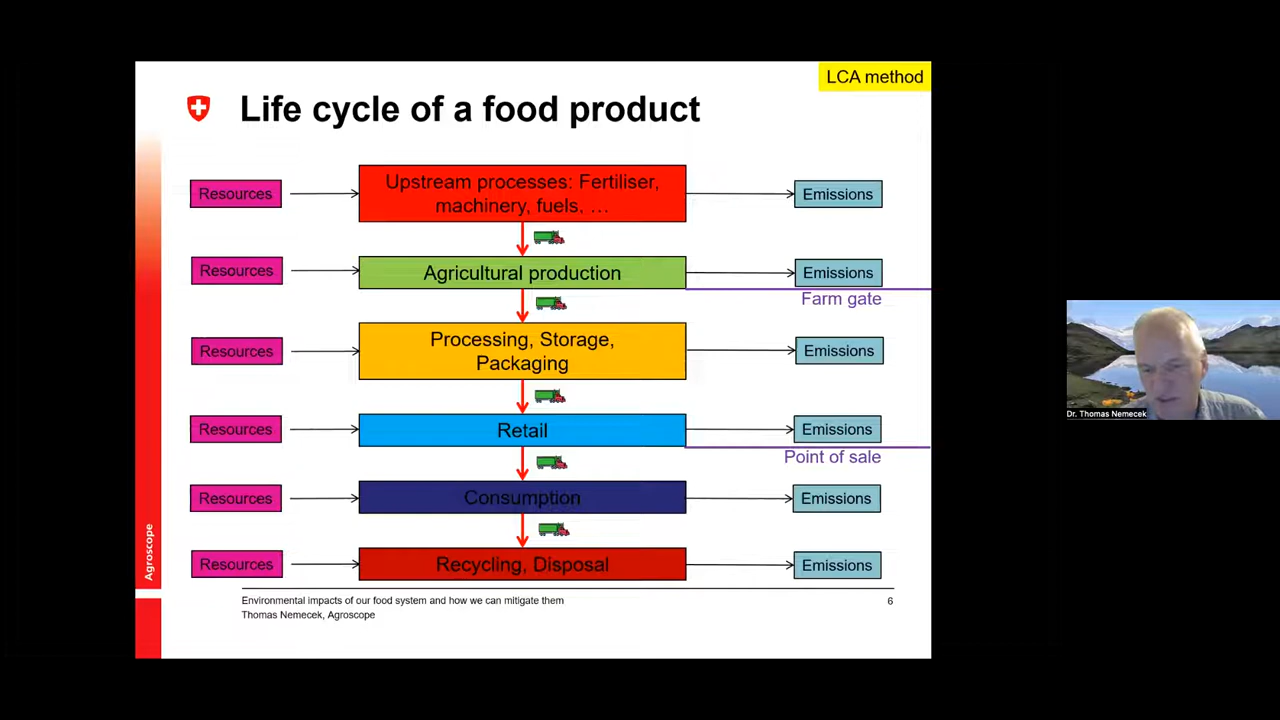 LCA method
Life cycle of a food product
Resources
Upstream processes: Fertiliser,
machinery, fuels, …
Emissions
Resources
Agricultural production
Emissions
Farm gate
Resources
Processing, Storage,
Packaging
Emissions
Resources
Retail
Emissions
Point of sale
Resources
Consumption
Emissions
Resources
Recycling, Disposal
Emissions
Agroscope
Environmental impacts of our food system and how we can mitigate them
Thomas Nemecek, Agroscope
6
Dr. Thomas Nemecek